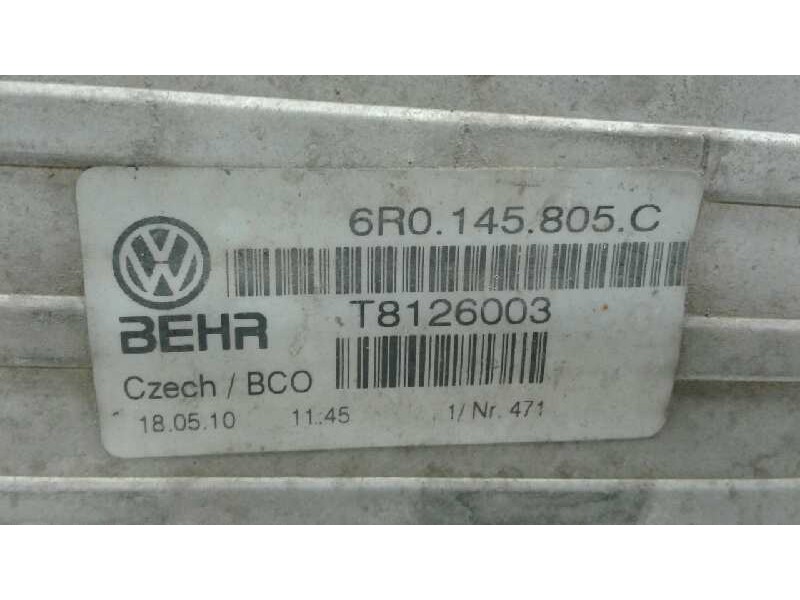 6R0.145.805.C
BEHR
T8126003
Czech / BCO
18.05.10 11:45 1/ Nr. 471